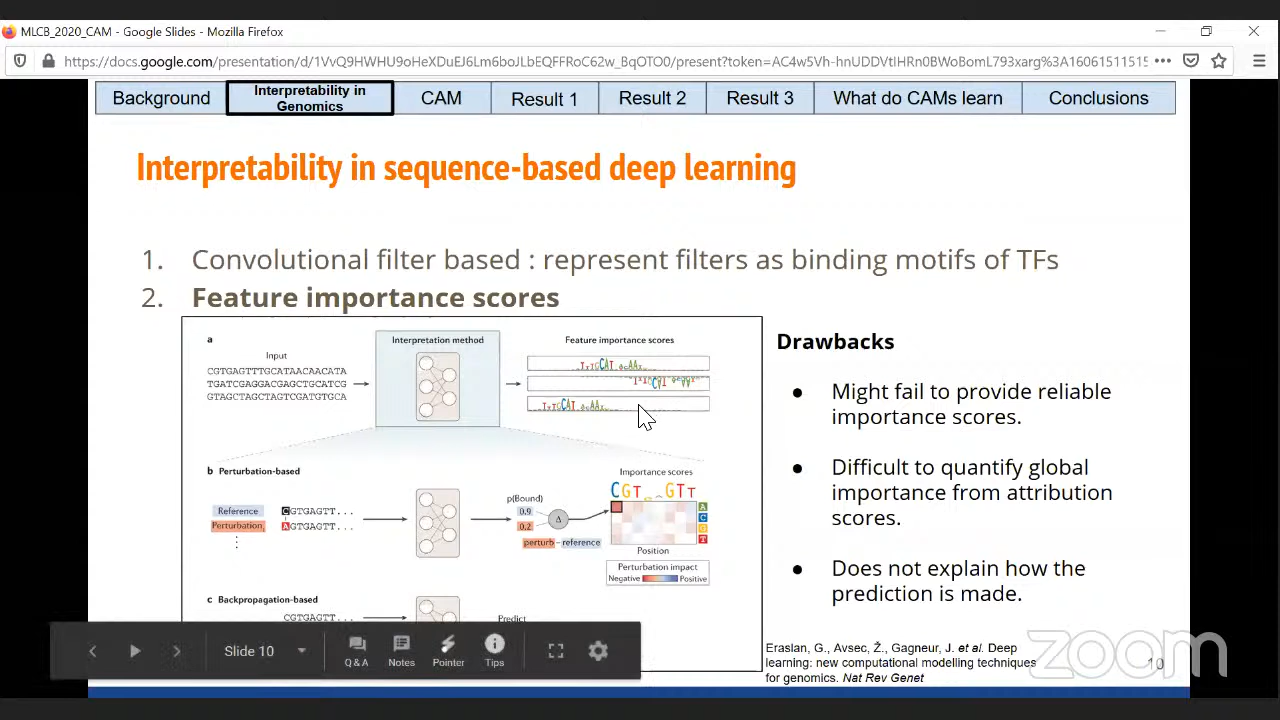 MLCB_2020_CAM - Google Slides - Mozilla Firefox
https://docs.google.com/presentation/d/1VvQ9HWHU9oHeXDuEJ6Lm6boJLbEQFFRoC62w_BqOTO0/present?token=AC4w5Vh-hnUDDVtIHRn0BWoBomL793xarg%3A16061511515
Background
Interpretability in
Genomics
CAM
Result 1
Result 2
Result 3
What do CAMs learn
Conclusions
Interpretability in sequence-based deep learning
1. Convolutional filter based : represent filters as binding motifs of TFs
2. Feature importance scores
a
Interpretation method
Feature importance scores
Input
CGTGAGTTTGCATAACAACATA
TGATCGAGGACGAGCTGCATCG
GTAGCTAGCTAGTCGATGTGCA
b Perturbation-based
Importance scores
CGT GTT
p(Bound)
Reference CGTGAGTT...
Perturbation AGTGAGTT...
0.9
0.2
Δ
perturb - reference
A
C
G
T
Position
Perturbation impact
Negative Positive
c Backpropagation-based
CGTGAGTT...
Predict
Drawbacks
● Might fail to provide reliable
importance scores.
● Difficult to quantify global
importance from attribution
scores.
● Does not explain how the
prediction is made.
Eraslan, G., Avsec, Ž., Gagneur, J. et al. Deep
learning: new computational modelling techniques
for genomics. Nat Rev Genet
10
zoom
Slide 10
Q & A
Notes
Pointer
Tips